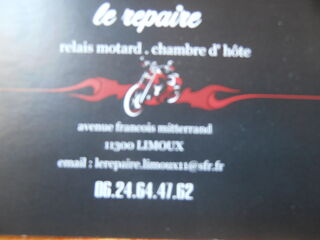 le repaire
relais motard . chambre d' hôte
avenue francois mitterrand
11300 LIMOUX
email : lerepaire.limoux11@sfr.fr
06.24.64.47.62